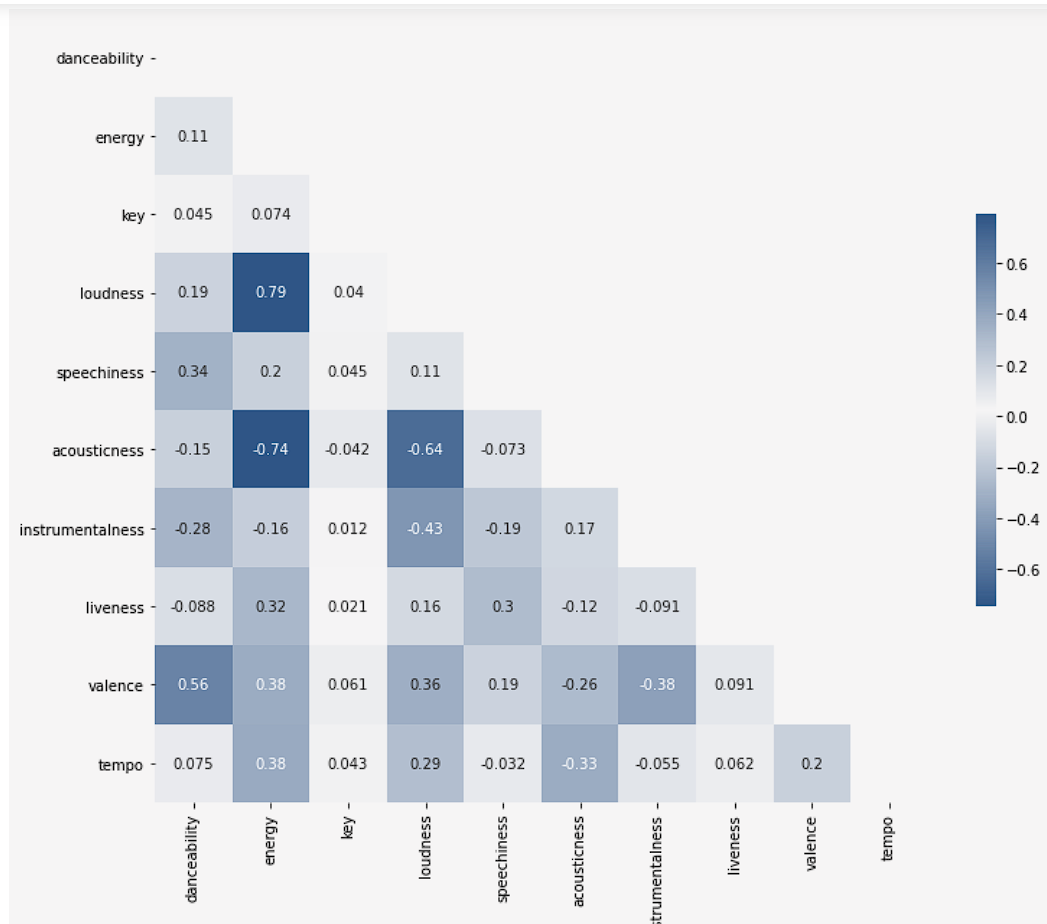 danceability
energy 0.11
key 0.045 0.074
loudness 0.19 0.79 0.04
speechiness 0.34 0.2 0.045 0.11
acousticness -0.15 -0.74 -0.042 -0.64 -0.073
instrumentalness -0.28 -0.16 0.012 -0.43 -0.19 0.17
liveness -0.088 0.32 0.021 0.16 0.3 -0.12 -0.091
valence 0.56 0.38 0.061 0.36 0.19 -0.26 -0.38 0.091
tempo 0.075 0.38 0.043 0.29 -0.032 -0.33 -0.055 0.062 0.2
danceability
energy
key
loudness
speechiness
acousticness
strumentalness
liveness
valence
tempo
0.6
0.4
0.2
0.0
−0.2
−0.4
−0.6